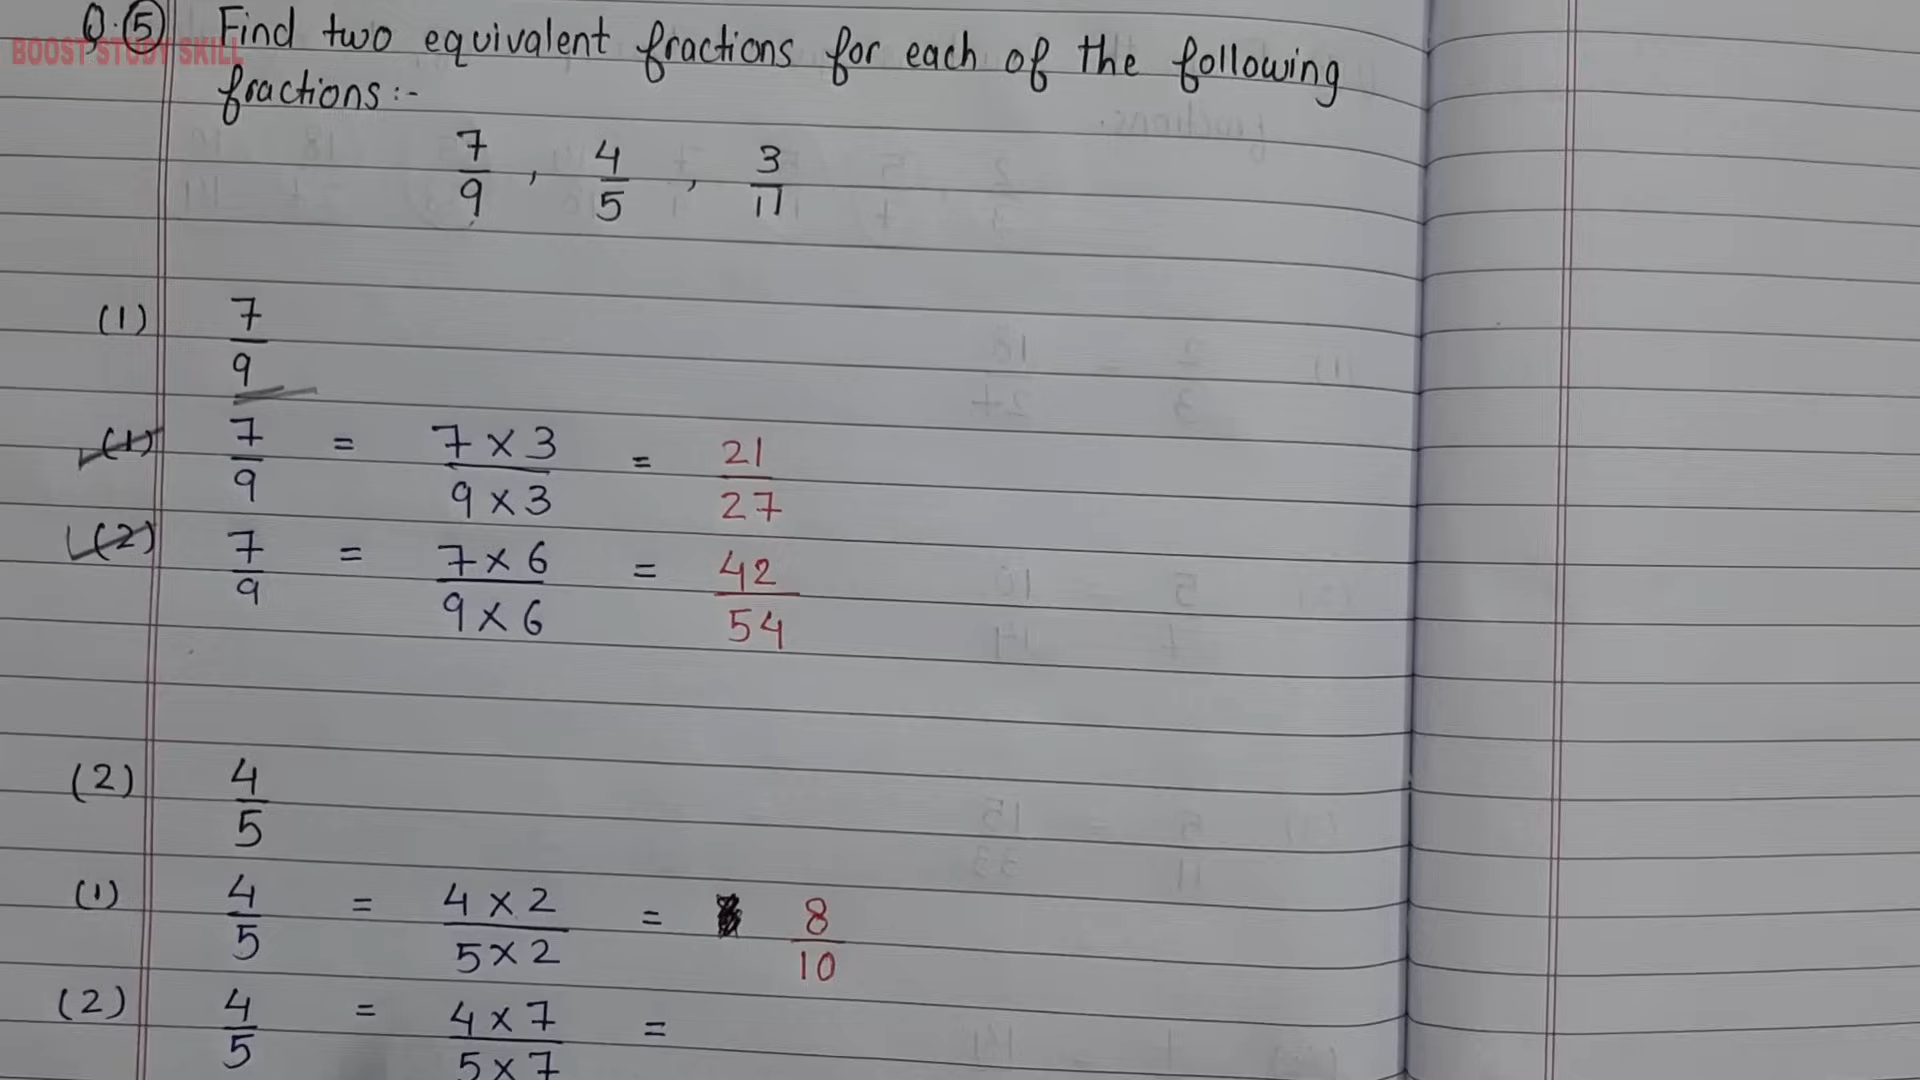 BOOST STUDY SKILL
Q.⑤ Find two equivalent fractions for each of the following
fractions :-
7/9 , 4/5 , 3/11
(1) 7/9
(1) 7/9 = 7 × 3/9 × 3 = 21/27
(2) 7/9 = 7 × 6/9 × 6 = 42/54
(2) 4/5
(1) 4/5 = 4 × 2/5 × 2 = 8/10
(2) 4/5 = 4 × 7/5 × 7 =